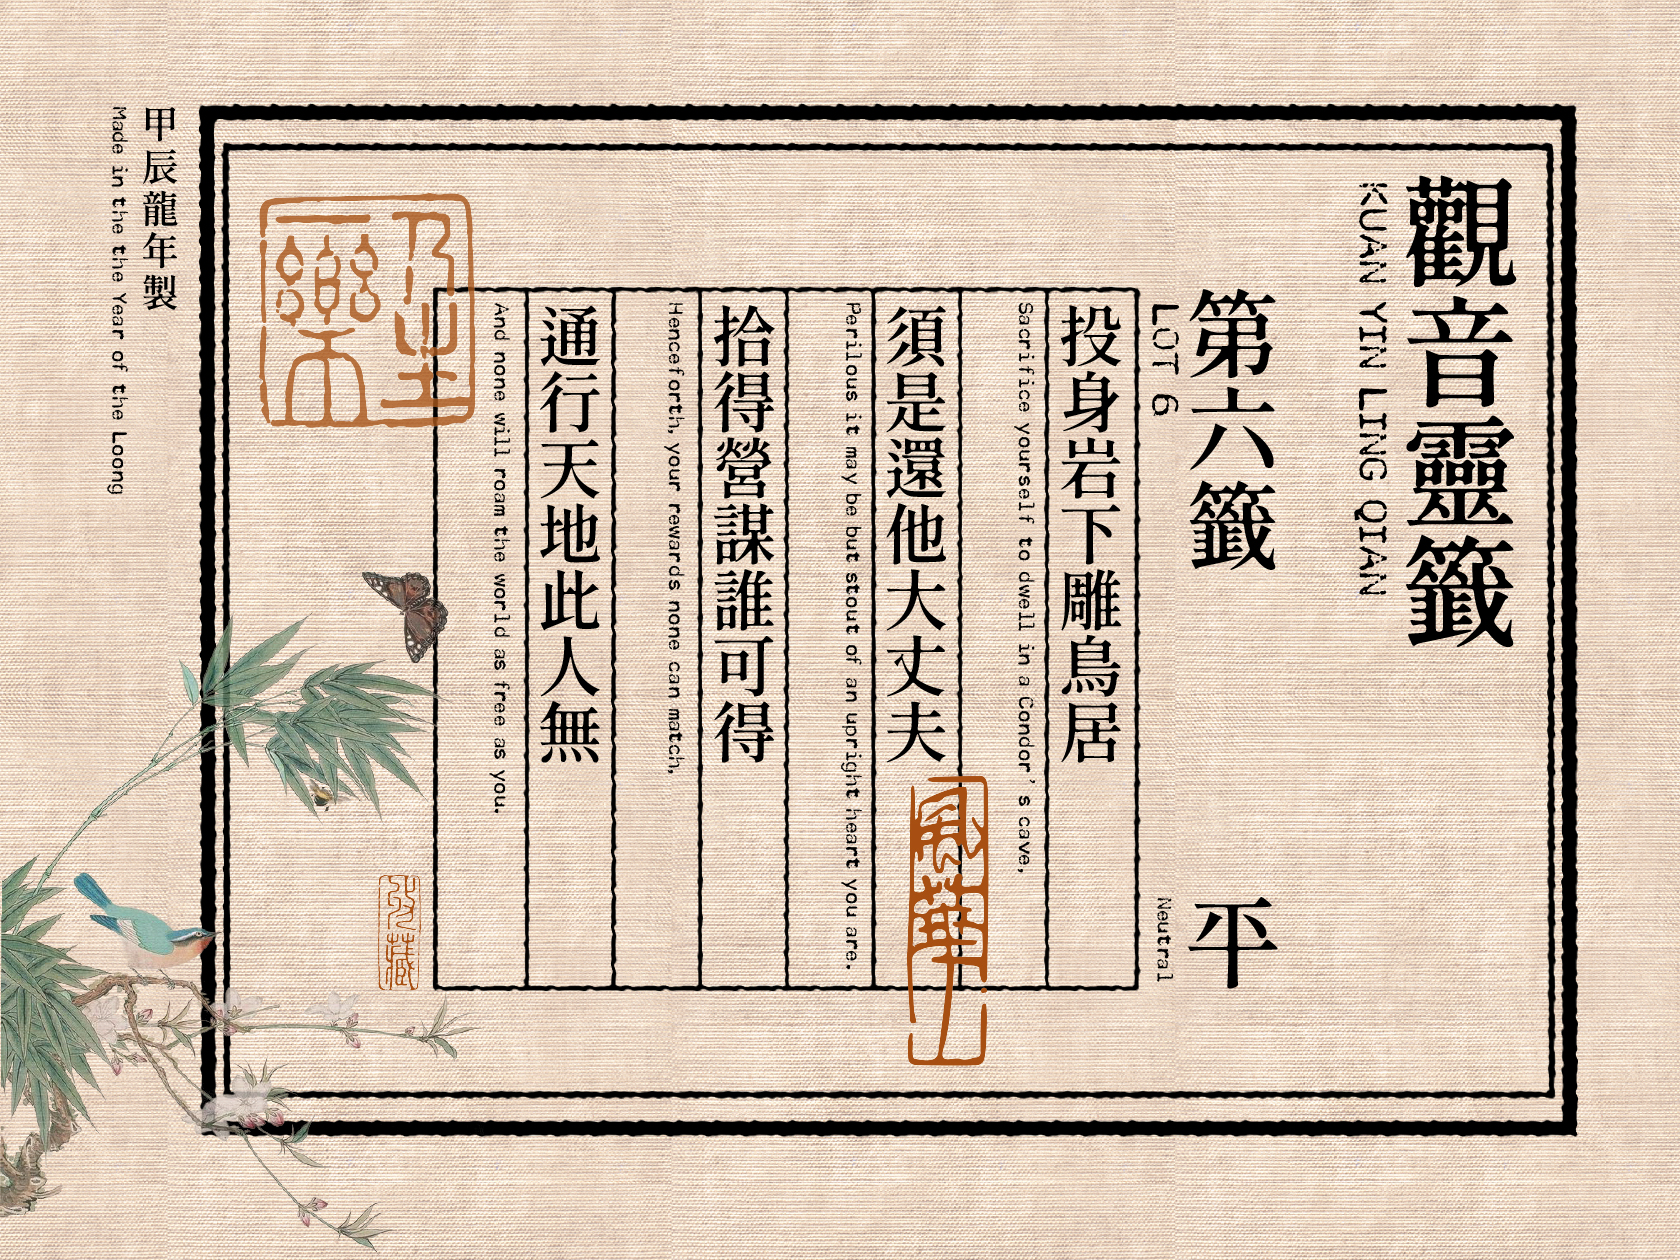 觀音靈籤
KUAN YIN LING QIAN
第六籤
平
LOT 6
Neutral
投身岩下雕鳥居
Sacrifice yourself to dwell in a Condor's cave,
須是還他大丈夫
Perilous it may be but stout of an upright heart you are.
拾得營謀誰可得
Henceforth, your rewards none can match,
通行天地此人無
And none will roam the world as free as you.
甲辰龍年製
Made in the the Year of the Loong